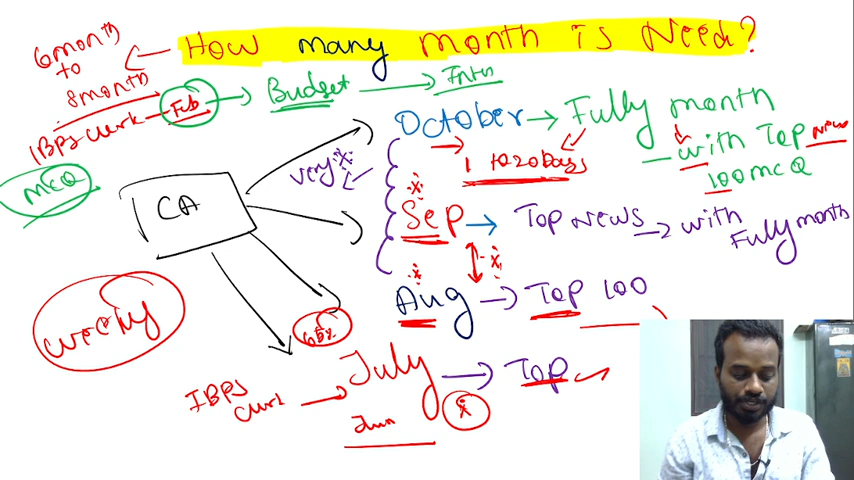 How many month is Need?
6 month
to
8 month
IBPS Clerk
Feb → Budget → Intn
October → Fully month
with Top News
100 MCQ
1 to 20 Days
very
MCQ
CA
Sep → Top News → with
Fully month
Aug → Top 100
weekly
65%
July → Top
IBPS
Clerk